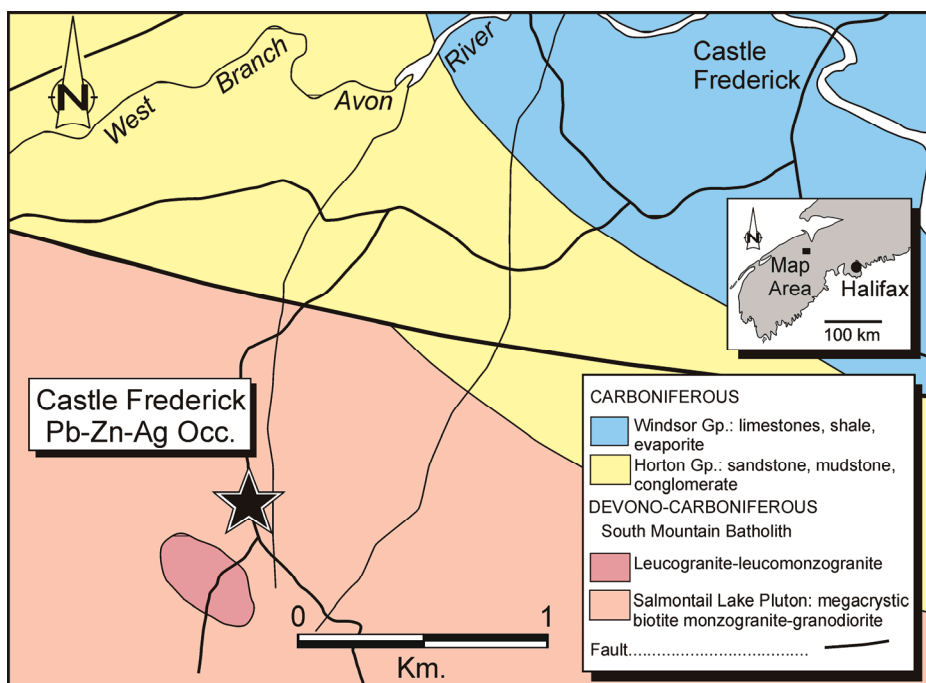 West Branch Avon River
Castle
Frederick
N
N
Map
Area
Halifax
100 km
Castle Frederick
Pb-Zn-Ag Occ.
0 1
Km.
CARBONIFEROUS
Windsor Gp.: limestones, shale,
evaporite
Horton Gp.: sandstone, mudstone,
conglomerate
DEVONO-CARBONIFEROUS
South Mountain Batholith
Leucogranite-leucomonzogranite
Salmontail Lake Pluton: megacrystic
biotite monzogranite-granodiorite
Fault................................